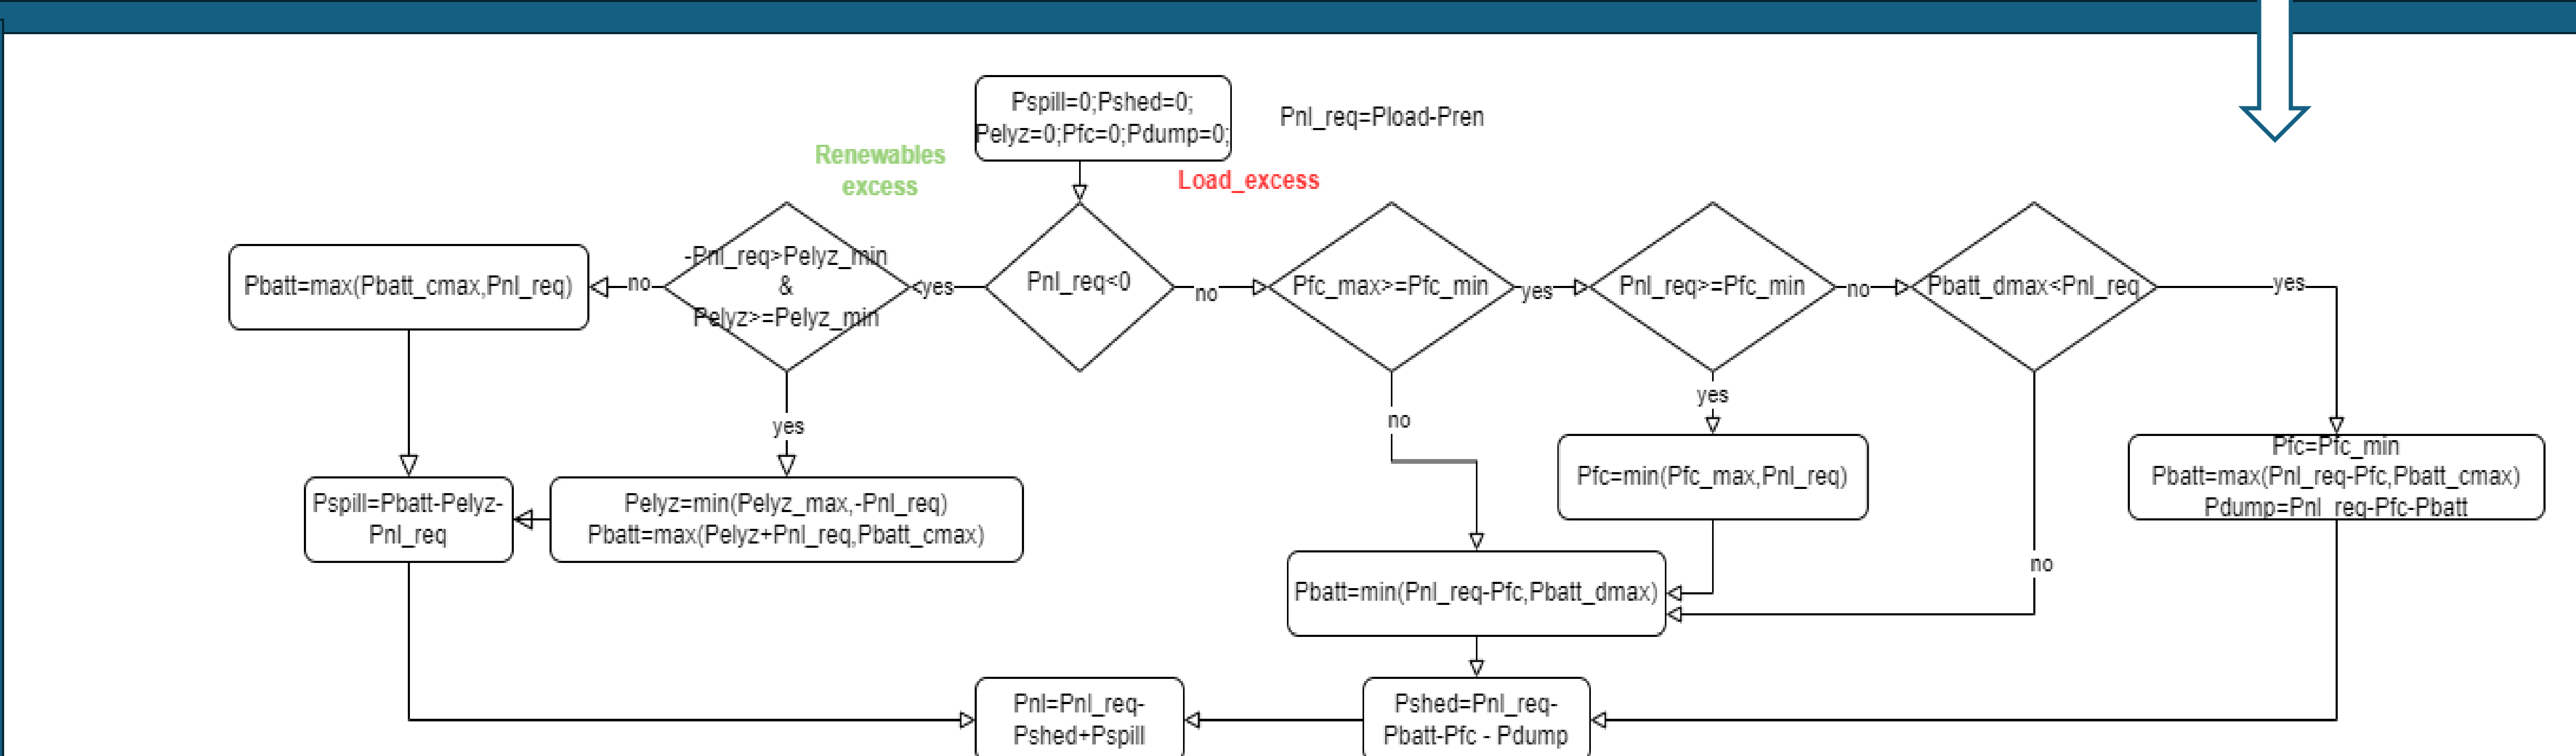 Pspill=0;Pshed=0;
Pelyz=0;Pfc=0;Pdump=0;
Pnl_req=Pload-Pren
Renewables
excess
Load_excess
-Pnl_req>Pelyz_min
&
Pelyz>=Pelyz_min
Pbatt=max(Pbatt_cmax,Pnl_req)
no
yes
Pnl_req<0
no
Pfc_max>=Pfc_min
yes
Pnl_req>=Pfc_min
no
Pbatt_dmax<Pnl_req
yes
yes
no
yes
no
Pspill=Pbatt-Pelyz-
Pnl_req
Pelyz=min(Pelyz_max,-Pnl_req)
Pbatt=max(Pelyz+Pnl_req,Pbatt_cmax)
Pfc=min(Pfc_max,Pnl_req)
Pfc=Pfc_min
Pbatt=max(Pnl_req-Pfc,Pbatt_cmax)
Pdump=Pnl_req-Pfc-Pbatt
Pbatt=min(Pnl_req-Pfc,Pbatt_dmax)
Pnl=Pnl_req-
Pshed+Pspill
Pshed=Pnl_req-
Pbatt-Pfc - Pdump